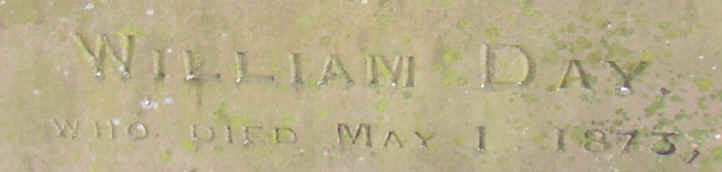 WILLIAM DAY,
WHO DIED MAY 1 1873,